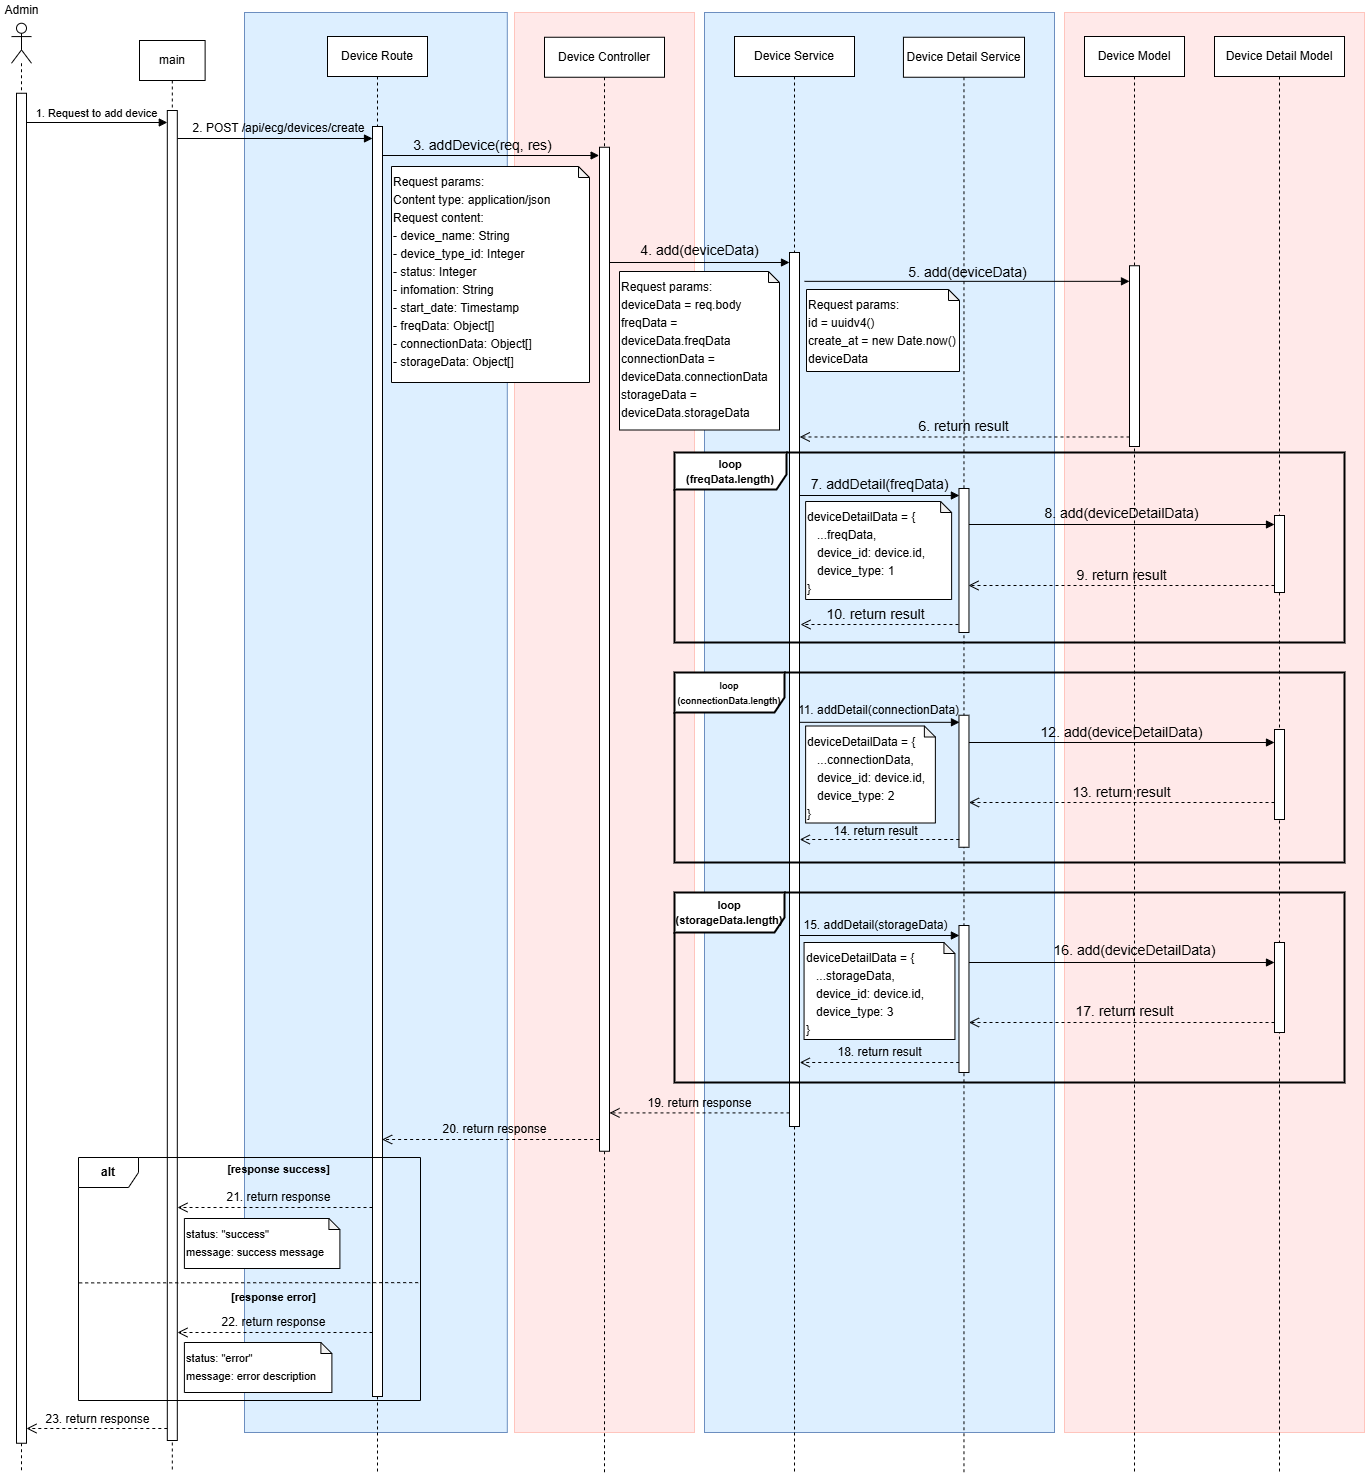 Admin
main
Device Route
Device Controller
Device Service
Device Detail Service
Device Model
Device Detail Model
1. Request to add device
2. POST /api/ecg/devices/create
3. addDevice(req, res)
Request params:
Content type: application/json
Request content:
- device_name: String
- device_type_id: Integer
- status: Integer
- infomation: String
- start_date: Timestamp
- freqData: Object[]
- connectionData: Object[]
- storageData: Object[]
4. add(deviceData)
Request params:
deviceData = req.body
freqData =
deviceData.freqData
connectionData =
deviceData.connectionData
storageData =
deviceData.storageData
5. add(deviceData)
Request params:
id = uuidv4()
create_at = new Date.now()
deviceData
6. return result
loop
(freqData.length)
7. addDetail(freqData)
deviceDetailData = {
...freqData,
device_id: device.id,
device_type: 1
}
8. add(deviceDetailData)
9. return result
10. return result
loop
(connectionData.length)
11. addDetail(connectionData)
deviceDetailData = {
...connectionData,
device_id: device.id,
device_type: 2
}
12. add(deviceDetailData)
13. return result
14. return result
loop
(storageData.length)
15. addDetail(storageData)
deviceDetailData = {
...storageData,
device_id: device.id,
device_type: 3
}
16. add(deviceDetailData)
17. return result
18. return result
19. return response
20. return response
alt
[response success]
21. return response
status: "success"
message: success message
[response error]
22. return response
status: "error"
message: error description
23. return response